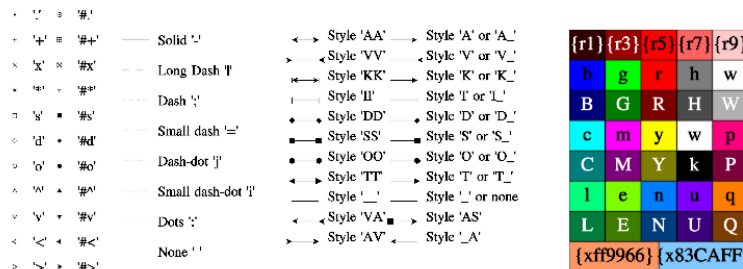 '.' '#.'
'+' '#+'
'x' '#x'
'*' '#*'
's' '#s'
'd' '#d'
'o' '#o'
'^' '#^'
'v' '#v'
'<' '#<'
'>' '#>'
Solid '-'
Long Dash '|'
Dash ';'
Small dash '='
Dash-dot 'j'
Small dash-dot 'i'
Dots ':'
None ' '
Style 'AA' Style 'A' or 'A_'
Style 'VV' Style 'V' or 'V_'
Style 'KK' Style 'K' or 'K_'
Style 'II' Style 'I' or 'I_'
Style 'DD' Style 'D' or 'D_'
Style 'SS' Style 'S' or 'S_'
Style 'OO' Style 'O' or 'O_'
Style 'TT' Style 'T' or 'T_'
Style '__' Style '_' or none
Style 'VA' Style 'AS'
Style 'AV' Style '_A'
{r1} {r3} {r5} {r7} {r9}
b g r h w
B G R H W
c m y w p
C M Y k P
l e n u q
L E N U Q
{xff9966} {x83CAFF